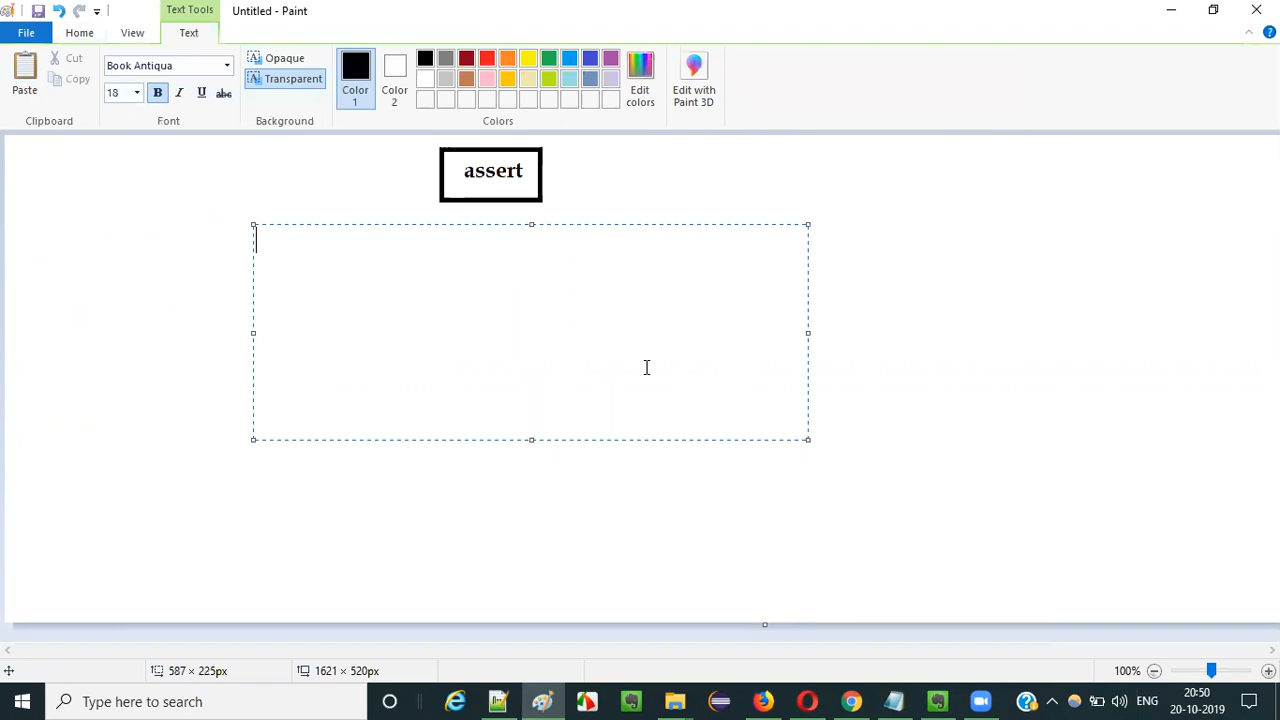 Text Tools
Untitled - Paint
File
Home
View
Text
Paste
Cut
Copy
Clipboard
Book Antiqua
18
B
I
U
abc
Font
Opaque
Transparent
Background
Color
1
Color
2
Edit
colors
Colors
Edit with
Paint 3D
assert
587 × 225px
1621 × 520px
100%
Type here to search
ENG
20:50
20-10-2019